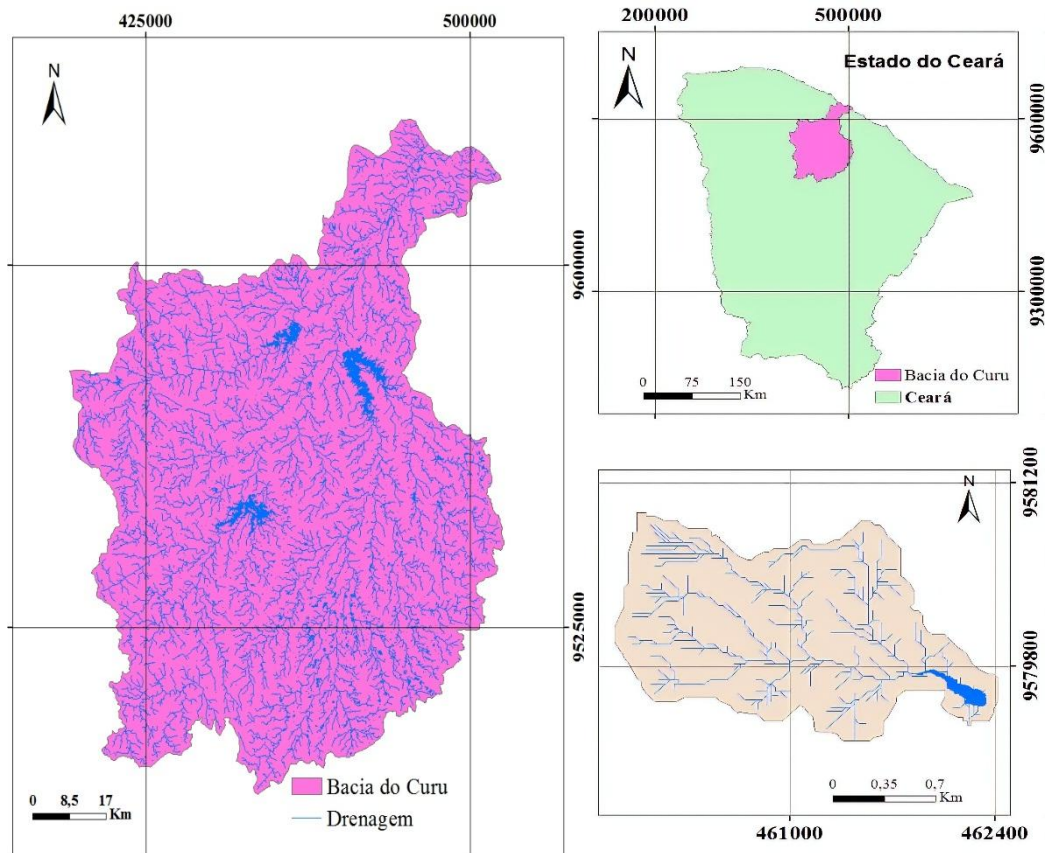 425000
500000
N
9600000
9525000
Bacia do Curu
Drenagem
0 8,5 17
Km
200000
500000
Estado do Ceará
N
9600000
9300000
0 75 150
Km
Bacia do Curu
Ceará
N
9581200
9579800
0 0,35 0,7
Km
461000
462400